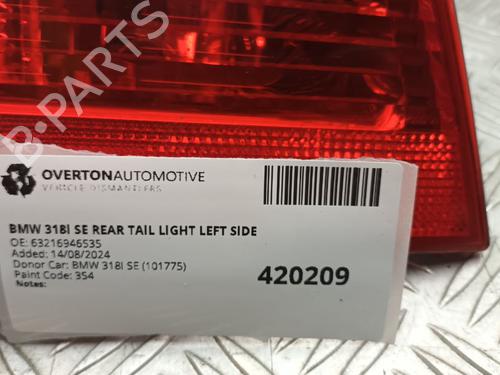 B-PARTS
OVERTONAUTOMOTIVE
VEHICLE DISMANTLERS
BMW 318I SE REAR TAIL LIGHT LEFT SIDE
OE: 63216946535
Added: 14/08/2024
Donor Car: BMW 318I SE (101775)
Paint Code: 354
Notes:
420209